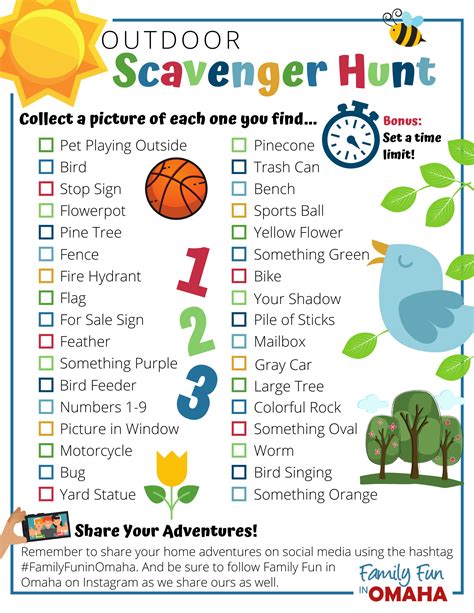 OUTDOOR
Scavenger Hunt
Collect a picture of each one you find...
Bonus:
Set a time
limit!
Pet Playing Outside
Bird
Stop Sign
Flowerpot
Pine Tree
Fence
Fire Hydrant
Flag
For Sale Sign
Feather
Something Purple
Bird Feeder
Numbers 1-9
Picture in Window
Motorcycle
Bug
Yard Statue
1
2
3
Pinecone
Trash Can
Bench
Sports Ball
Yellow Flower
Something Green
Bike
Your Shadow
Pile of Sticks
Mailbox
Gray Car
Large Tree
Colorful Rock
Something Oval
Worm
Bird Singing
Something Orange
Share Your Adventures!
Remember to share your home adventures on social media using the hashtag
#FamilyFuninOmaha. And be sure to follow Family Fun in
Omaha on Instagram as we share ours as well.
Family Fun
IN OMAHA